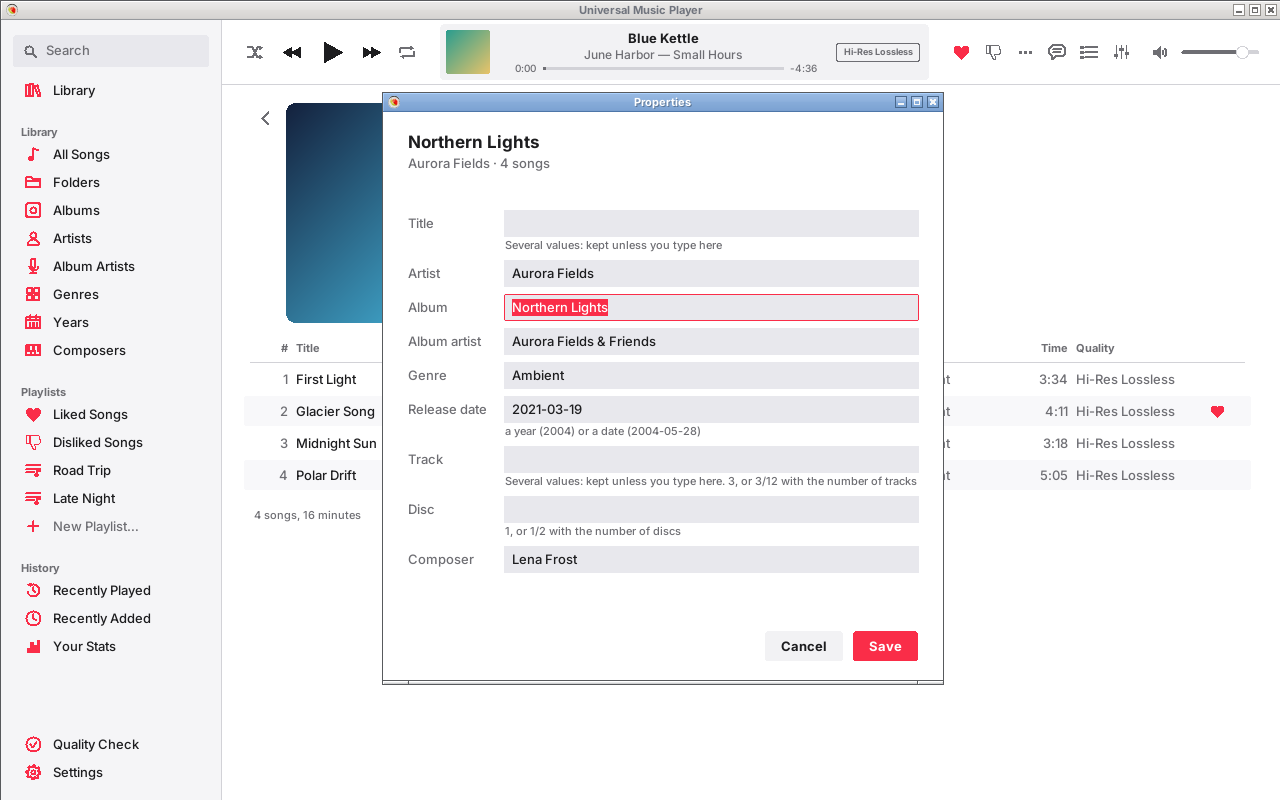 Universal Music Player
Search
Library
Library
All Songs
Folders
Albums
Artists
Album Artists
Genres
Years
Composers
Playlists
Liked Songs
Disliked Songs
Road Trip
Late Night
New Playlist...
History
Recently Played
Recently Added
Your Stats
Quality Check
Settings
Blue Kettle
June Harbor — Small Hours
0:00
-4:36
Hi-Res Lossless
# Title
Time Quality
1 First Light
3:34 Hi-Res Lossless
2 Glacier Song
4:11 Hi-Res Lossless
3 Midnight Sun
3:18 Hi-Res Lossless
4 Polar Drift
5:05 Hi-Res Lossless
4 songs, 16 minutes
Properties
Northern Lights
Aurora Fields · 4 songs
Title
Several values: kept unless you type here
Artist Aurora Fields
Album Northern Lights
Album artist Aurora Fields & Friends
Genre Ambient
Release date 2021-03-19
a year (2004) or a date (2004-05-28)
Track
Several values: kept unless you type here. 3, or 3/12 with the number of tracks
Disc
1, or 1/2 with the number of discs
Composer Lena Frost
Cancel Save